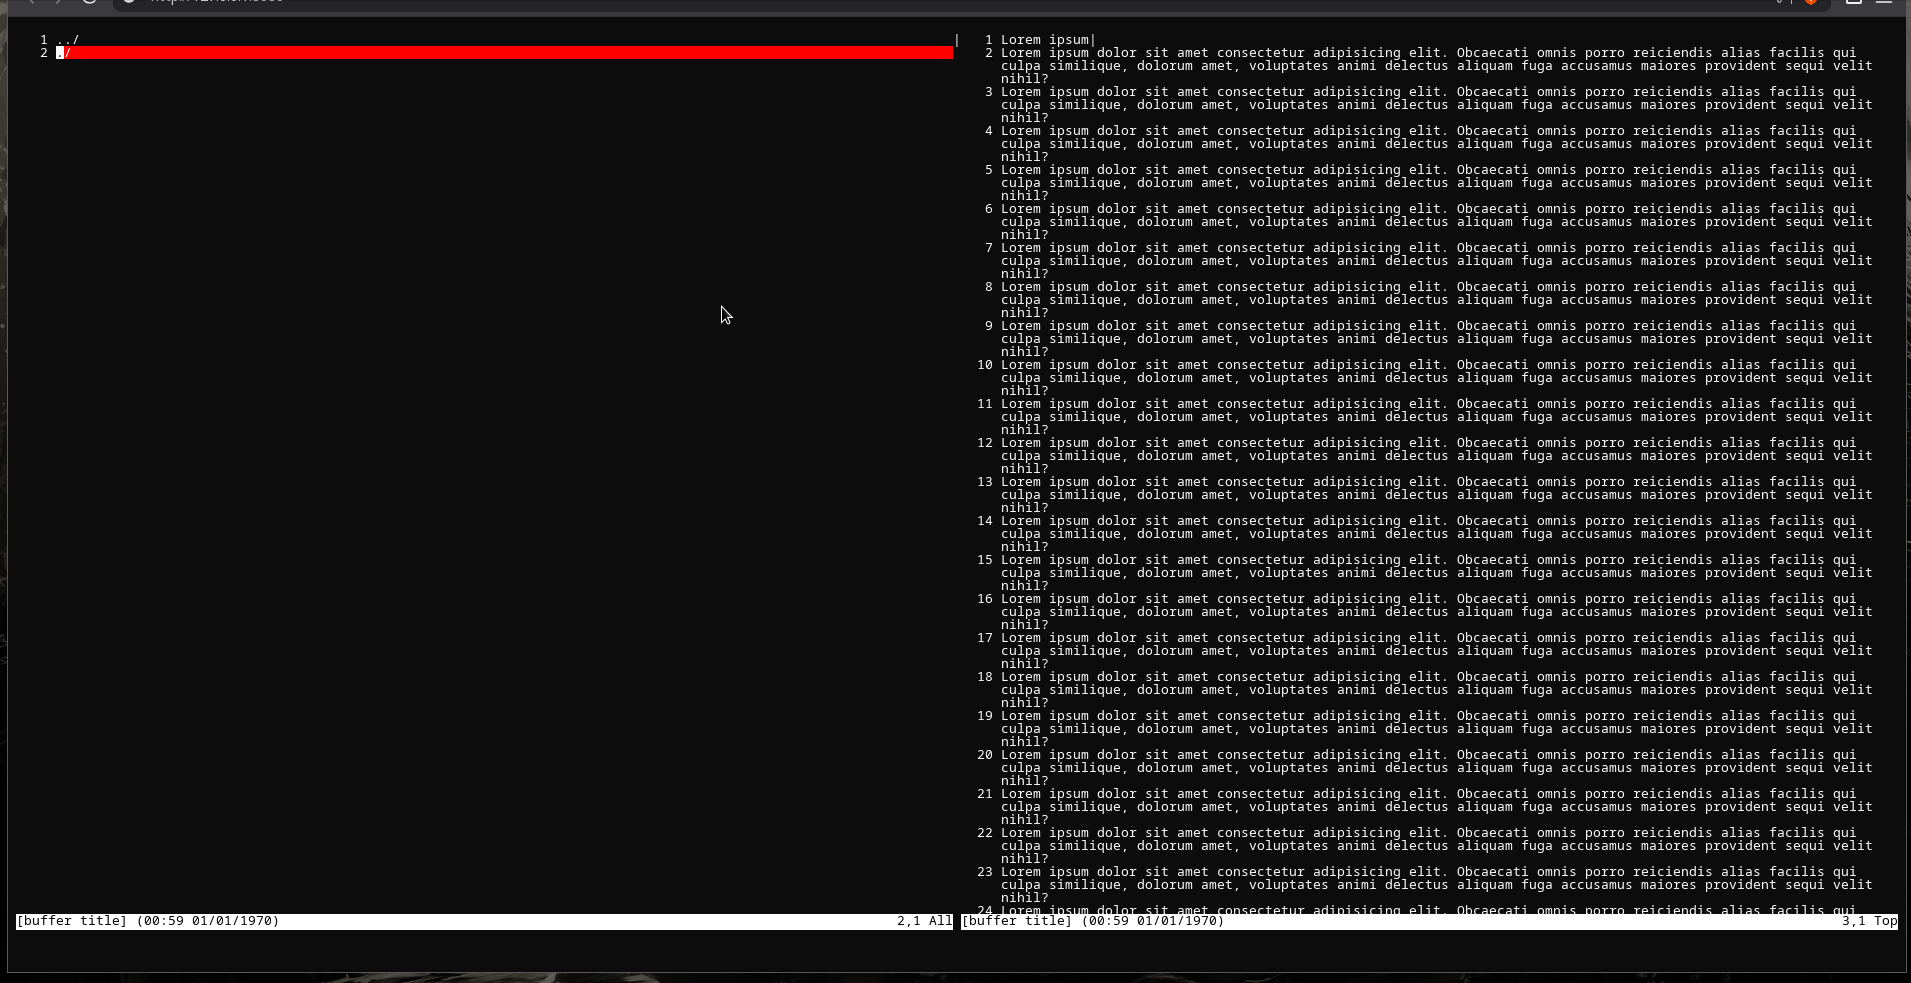 1 ../
2 ./
|
1 Lorem ipsum|
2 Lorem ipsum dolor sit amet consectetur adipisicing elit. Obcaecati omnis porro reiciendis alias facilis qui
culpa similique, dolorum amet, voluptates animi delectus aliquam fuga accusamus maiores provident sequi velit
nihil?
3 Lorem ipsum dolor sit amet consectetur adipisicing elit. Obcaecati omnis porro reiciendis alias facilis qui
culpa similique, dolorum amet, voluptates animi delectus aliquam fuga accusamus maiores provident sequi velit
nihil?
4 Lorem ipsum dolor sit amet consectetur adipisicing elit. Obcaecati omnis porro reiciendis alias facilis qui
culpa similique, dolorum amet, voluptates animi delectus aliquam fuga accusamus maiores provident sequi velit
nihil?
5 Lorem ipsum dolor sit amet consectetur adipisicing elit. Obcaecati omnis porro reiciendis alias facilis qui
culpa similique, dolorum amet, voluptates animi delectus aliquam fuga accusamus maiores provident sequi velit
nihil?
6 Lorem ipsum dolor sit amet consectetur adipisicing elit. Obcaecati omnis porro reiciendis alias facilis qui
culpa similique, dolorum amet, voluptates animi delectus aliquam fuga accusamus maiores provident sequi velit
nihil?
7 Lorem ipsum dolor sit amet consectetur adipisicing elit. Obcaecati omnis porro reiciendis alias facilis qui
culpa similique, dolorum amet, voluptates animi delectus aliquam fuga accusamus maiores provident sequi velit
nihil?
8 Lorem ipsum dolor sit amet consectetur adipisicing elit. Obcaecati omnis porro reiciendis alias facilis qui
culpa similique, dolorum amet, voluptates animi delectus aliquam fuga accusamus maiores provident sequi velit
nihil?
9 Lorem ipsum dolor sit amet consectetur adipisicing elit. Obcaecati omnis porro reiciendis alias facilis qui
culpa similique, dolorum amet, voluptates animi delectus aliquam fuga accusamus maiores provident sequi velit
nihil?
10 Lorem ipsum dolor sit amet consectetur adipisicing elit. Obcaecati omnis porro reiciendis alias facilis qui
culpa similique, dolorum amet, voluptates animi delectus aliquam fuga accusamus maiores provident sequi velit
nihil?
11 Lorem ipsum dolor sit amet consectetur adipisicing elit. Obcaecati omnis porro reiciendis alias facilis qui
culpa similique, dolorum amet, voluptates animi delectus aliquam fuga accusamus maiores provident sequi velit
nihil?
12 Lorem ipsum dolor sit amet consectetur adipisicing elit. Obcaecati omnis porro reiciendis alias facilis qui
culpa similique, dolorum amet, voluptates animi delectus aliquam fuga accusamus maiores provident sequi velit
nihil?
13 Lorem ipsum dolor sit amet consectetur adipisicing elit. Obcaecati omnis porro reiciendis alias facilis qui
culpa similique, dolorum amet, voluptates animi delectus aliquam fuga accusamus maiores provident sequi velit
nihil?
14 Lorem ipsum dolor sit amet consectetur adipisicing elit. Obcaecati omnis porro reiciendis alias facilis qui
culpa similique, dolorum amet, voluptates animi delectus aliquam fuga accusamus maiores provident sequi velit
nihil?
15 Lorem ipsum dolor sit amet consectetur adipisicing elit. Obcaecati omnis porro reiciendis alias facilis qui
culpa similique, dolorum amet, voluptates animi delectus aliquam fuga accusamus maiores provident sequi velit
nihil?
16 Lorem ipsum dolor sit amet consectetur adipisicing elit. Obcaecati omnis porro reiciendis alias facilis qui
culpa similique, dolorum amet, voluptates animi delectus aliquam fuga accusamus maiores provident sequi velit
nihil?
17 Lorem ipsum dolor sit amet consectetur adipisicing elit. Obcaecati omnis porro reiciendis alias facilis qui
culpa similique, dolorum amet, voluptates animi delectus aliquam fuga accusamus maiores provident sequi velit
nihil?
18 Lorem ipsum dolor sit amet consectetur adipisicing elit. Obcaecati omnis porro reiciendis alias facilis qui
culpa similique, dolorum amet, voluptates animi delectus aliquam fuga accusamus maiores provident sequi velit
nihil?
19 Lorem ipsum dolor sit amet consectetur adipisicing elit. Obcaecati omnis porro reiciendis alias facilis qui
culpa similique, dolorum amet, voluptates animi delectus aliquam fuga accusamus maiores provident sequi velit
nihil?
20 Lorem ipsum dolor sit amet consectetur adipisicing elit. Obcaecati omnis porro reiciendis alias facilis qui
culpa similique, dolorum amet, voluptates animi delectus aliquam fuga accusamus maiores provident sequi velit
nihil?
21 Lorem ipsum dolor sit amet consectetur adipisicing elit. Obcaecati omnis porro reiciendis alias facilis qui
culpa similique, dolorum amet, voluptates animi delectus aliquam fuga accusamus maiores provident sequi velit
nihil?
22 Lorem ipsum dolor sit amet consectetur adipisicing elit. Obcaecati omnis porro reiciendis alias facilis qui
culpa similique, dolorum amet, voluptates animi delectus aliquam fuga accusamus maiores provident sequi velit
nihil?
23 Lorem ipsum dolor sit amet consectetur adipisicing elit. Obcaecati omnis porro reiciendis alias facilis qui
culpa similique, dolorum amet, voluptates animi delectus aliquam fuga accusamus maiores provident sequi velit
nihil?
24 Lorem ipsum dolor sit amet consectetur adipisicing elit. Obcaecati omnis porro reiciendis alias facilis qui
[buffer title] (00:59 01/01/1970) 2,1 All
[buffer title] (00:59 01/01/1970) 3,1 Top